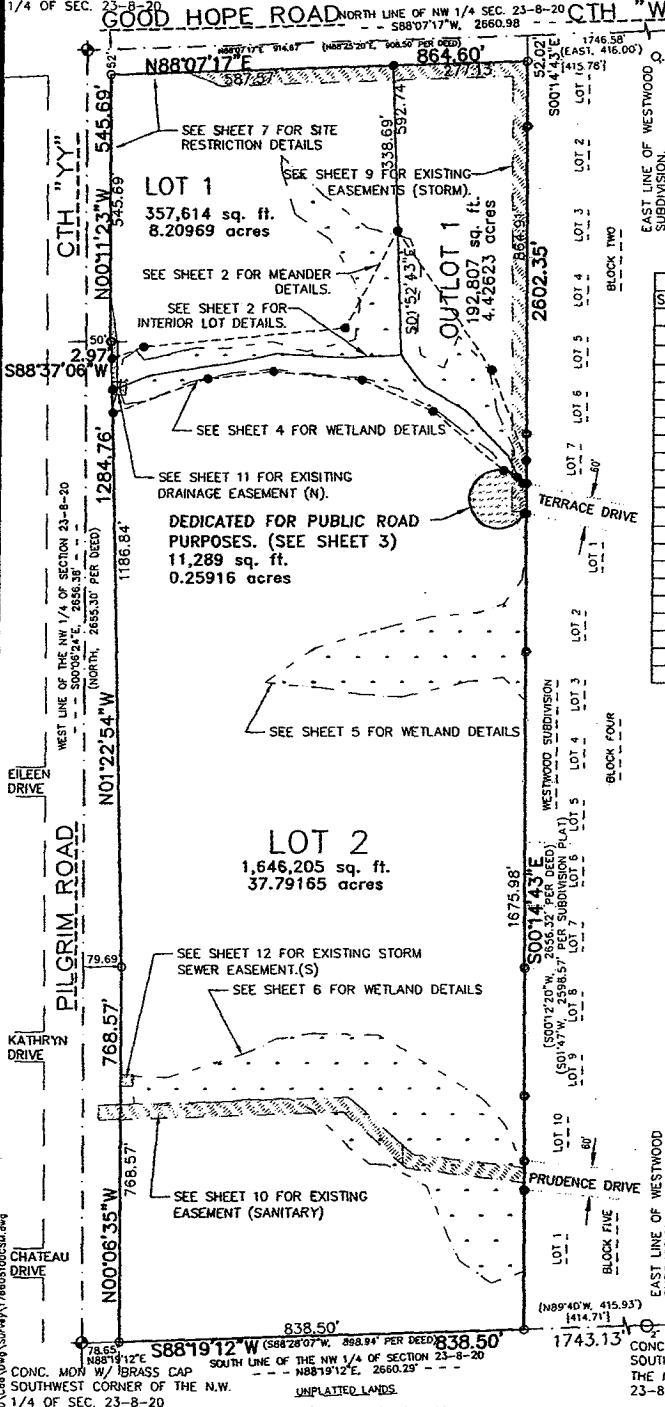 1/4 OF SEC. 23-8-20
GOOD HOPE ROAD
NORTH LINE OF NW 1/4 SEC. 23-8-20
CTH "W
S88°07'17"W, 2660.98
1746.58'
(EAST, 416.00')
[415.78']
N88°07'17"E 914.67'
N88°07'17"E
864.60'
587.57'
277.13'
52'
52.02'
S00°14'43"E
545.69'
545.69'
N00°11'23"W
CTH "YY"
SEE SHEET 7 FOR SITE
RESTRICTION DETAILS
LOT 1
357,614 sq. ft.
8.20969 acres
338.69'
592.74'
SEE SHEET 9 FOR EXISTING
EASEMENTS (STORM).
SEE SHEET 2 FOR MEANDER
DETAILS.
SEE SHEET 2 FOR
INTERIOR LOT DETAILS.
S01°52'43"E
OUTLOT 1
192,807 sq. ft.
4.42623 acres
864.91'
2602.35'
LOT 2
LOT 3
LOT 4
LOT 5
LOT 6
LOT 7
BLOCK TWO
EAST LINE OF WESTWOOD
SUBDIVISION.
50'
2.97'
S88°37'06"W
SEE SHEET 4 FOR WETLAND DETAILS
SEE SHEET 11 FOR EXISITING
DRAINAGE EASEMENT (N).
60'
TERRACE DRIVE
DEDICATED FOR PUBLIC ROAD
PURPOSES. (SEE SHEET 3)
11,289 sq. ft.
0.25916 acres
1284.76'
1186.84'
N01°22'54"W
WEST LINE OF THE NW 1/4 OF SECTION 23-8-20
S00°06'24"E, 2656.38'
(NORTH, 2655.30' PER DEED)
SEE SHEET 5 FOR WETLAND DETAILS
LOT 1
LOT 2
LOT 3
LOT 4
LOT 5
LOT 6
LOT 7
LOT 8
LOT 9
LOT 10
WESTWOOD SUBDIVISION
BLOCK FOUR
EILEEN
DRIVE
PILGRIM ROAD
LOT 2
1,646,205 sq. ft.
37.79165 acres
1675.98'
S00°14'43"E
(S00°12'20"W, 2656.32' PER DEED)
(S01°47'W, 2598.57' PER SUBDIVISION PLAT)
79.69'
SEE SHEET 12 FOR EXISTING STORM
SEWER EASEMENT.(S)
SEE SHEET 6 FOR WETLAND DETAILS
KATHRYN
DRIVE
768.57'
768.57'
N00°06'35"W
SEE SHEET 10 FOR EXISTING
EASEMENT (SANITARY)
60'
PRUDENCE DRIVE
LOT 1
BLOCK FIVE
EAST LINE OF WESTWOOD
CHATEAU
DRIVE
(N89°40'W, 415.93')
[414.71']
838.50'
78.65'
N88°19'12"E
S88°19'12"W
(S88°28'07"W, 898.94' PER DEED)
838.50'
1743.13'
SOUTH LINE OF THE NW 1/4 OF SECTION 23-8-20
N88°19'12"E, 2660.29'
UNPLATTED LANDS
CONC. MON W/ BRASS CAP
SOUTHWEST CORNER OF THE N.W.
1/4 OF SEC. 23-8-20
CONC
SOUT
THE
23-8